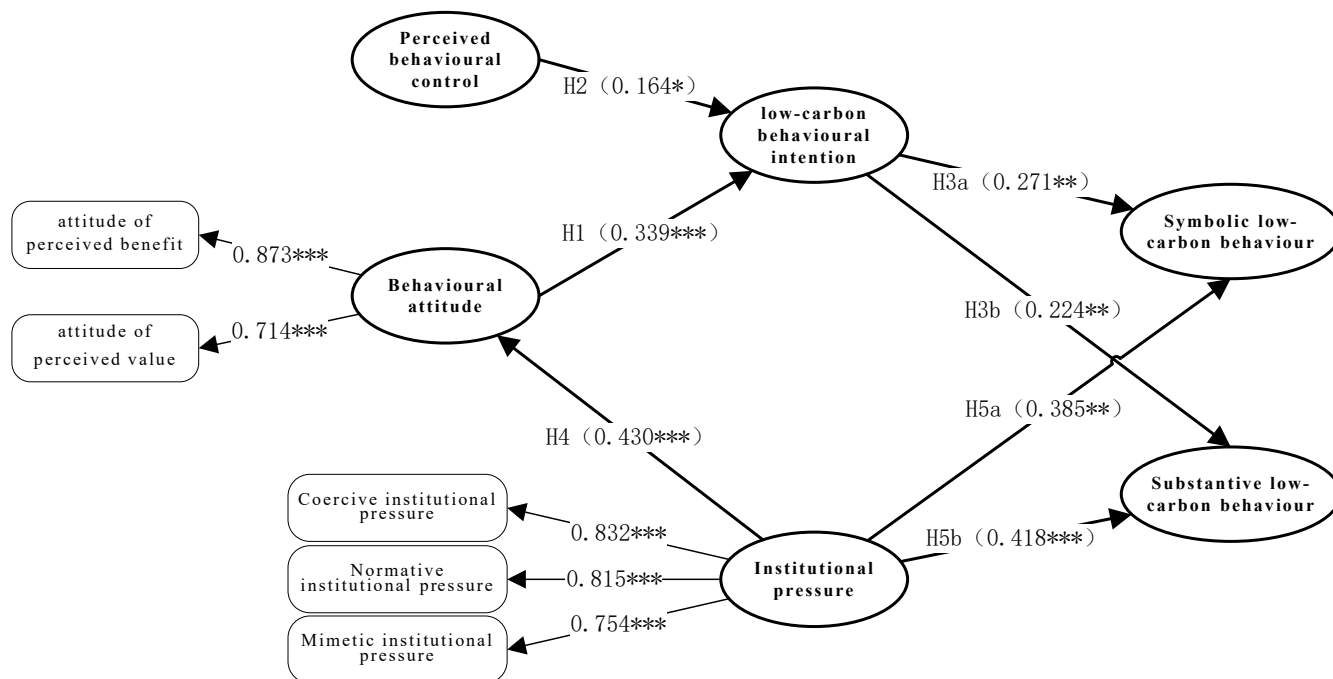 Perceived
behavioural
control
H2（0.164*）
low-carbon
behavioural
intention
H3a（0.271**）
Symbolic low-
carbon behaviour
attitude of
perceived benefit
0.873***
H1（0.339***）
Behavioural
attitude
attitude of
perceived value
0.714***
H3b（0.224**）
H5a（0.385**）
H4（0.430***）
Substantive low-
carbon behaviour
Coercive institutional
pressure
0.832***
H5b（0.418***）
Normative
institutional pressure
0.815***
Institutional
pressure
Mimetic institutional
pressure
0.754***